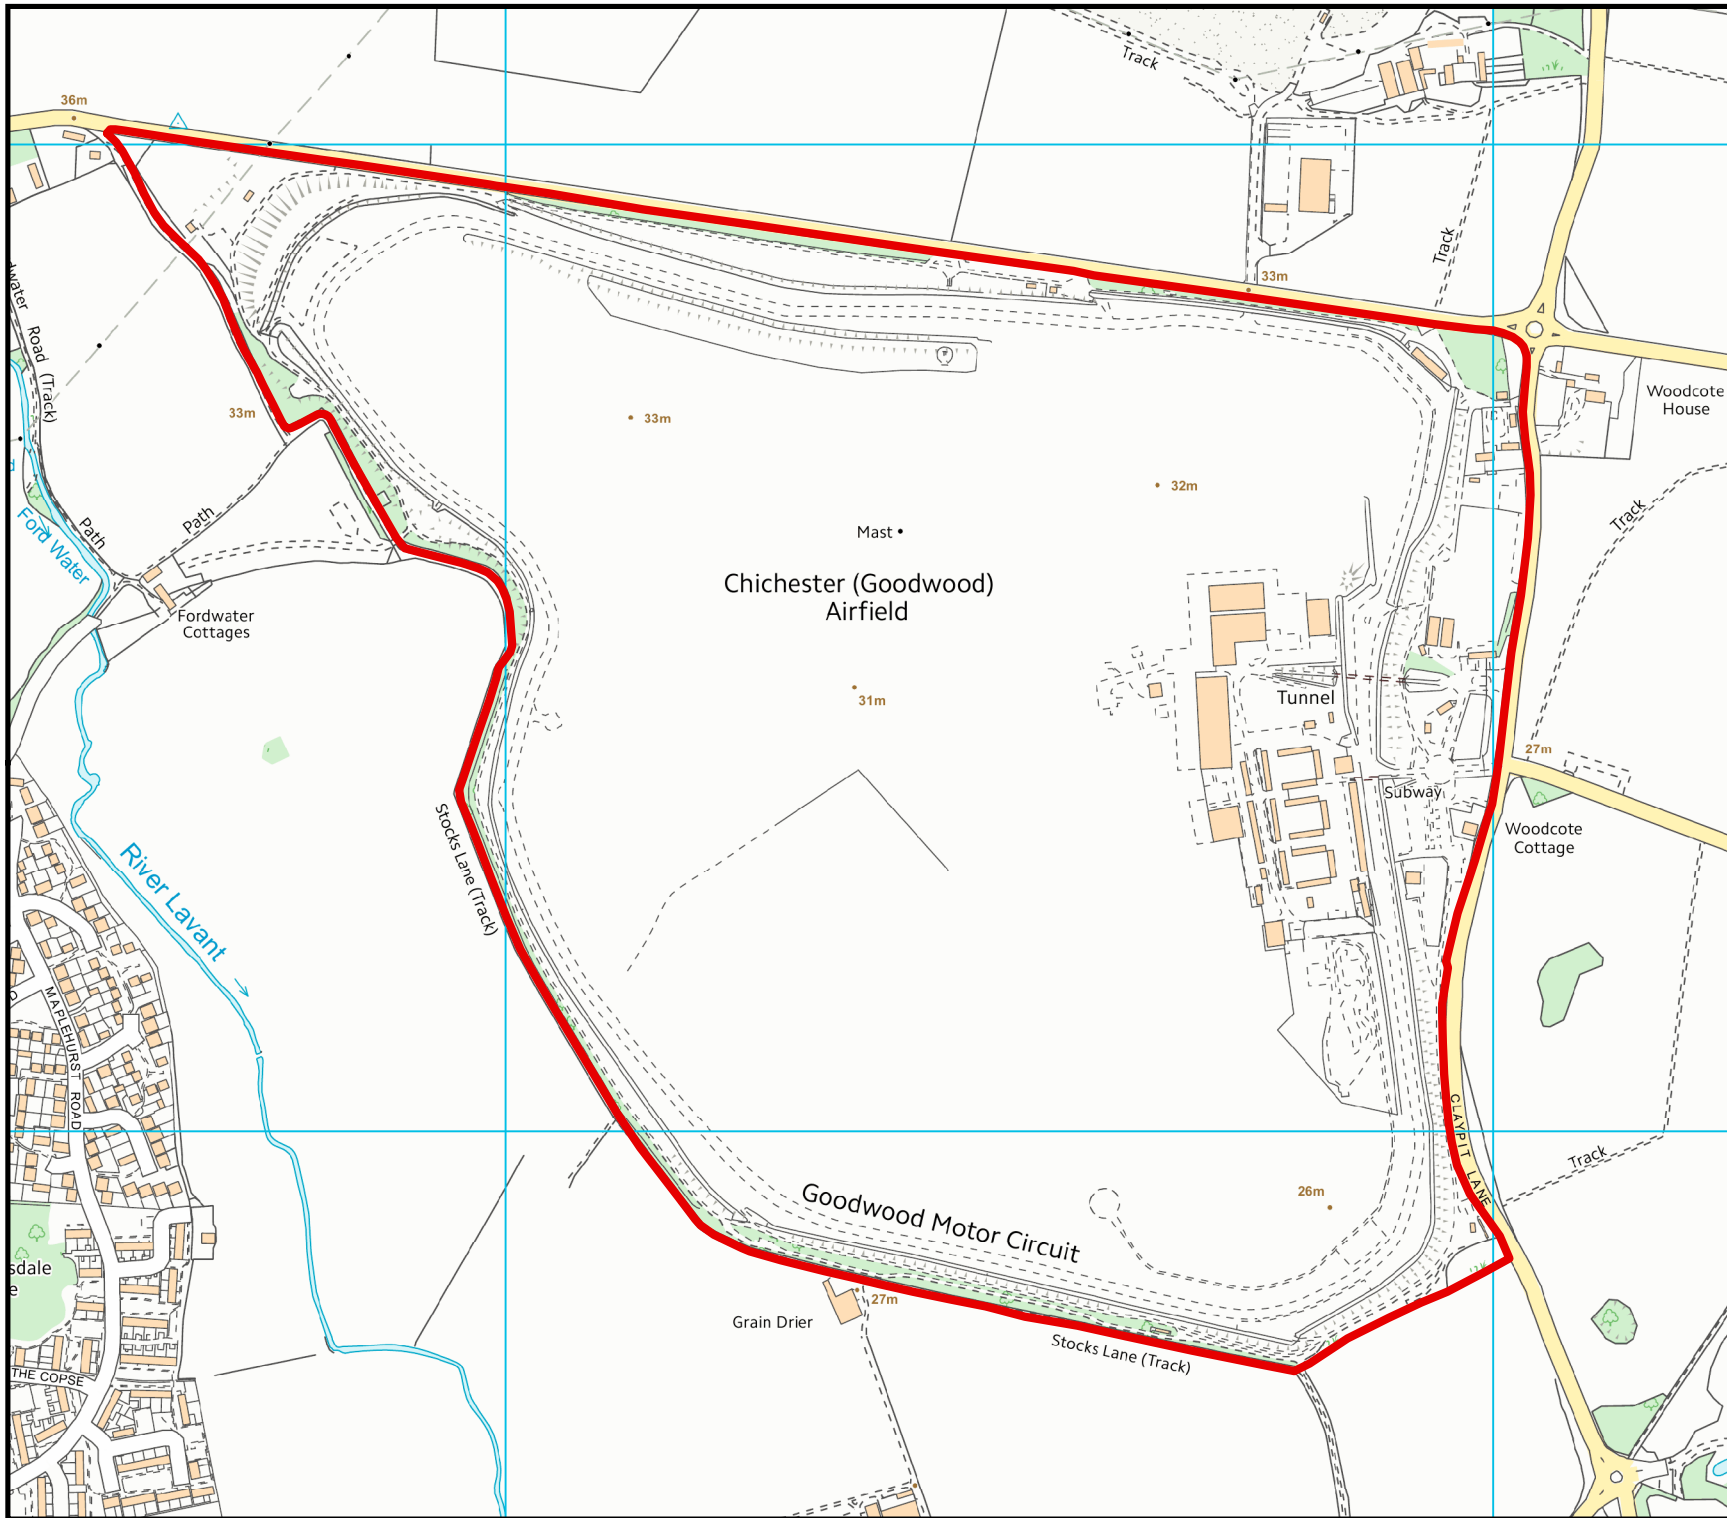 Track
36m
33m
Track
Road (Track)
Woodcote
House
33m
33m
32m
Path
Path
Track
Mast
Ford Water
Chichester (Goodwood)
Airfield
Fordwater
Cottages
31m
Tunnel
27m
Subway
Stocks Lane (Track)
Woodcote
Cottage
River Lavant
MAPLEHURST ROAD
CLAYPIT LANE
Track
Goodwood Motor Circuit
26m
sdale
e
27m
Grain Drier
Stocks Lane (Track)
THE COPSE